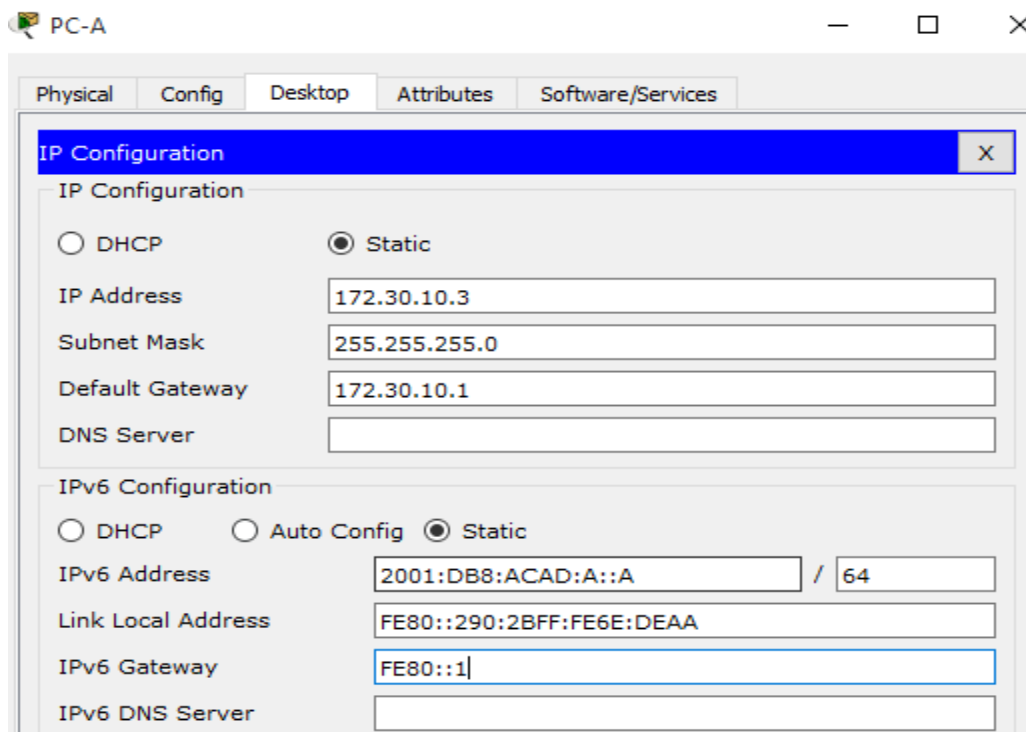 PC-A
Physical Config Desktop Attributes Software/Services
IP Configuration X
IP Configuration
DHCP Static
IP Address 172.30.10.3
Subnet Mask 255.255.255.0
Default Gateway 172.30.10.1
DNS Server
IPv6 Configuration
DHCP Auto Config Static
IPv6 Address 2001:DB8:ACAD:A::A / 64
Link Local Address FE80::290:2BFF:FE6E:DEAA
IPv6 Gateway FE80::1
IPv6 DNS Server